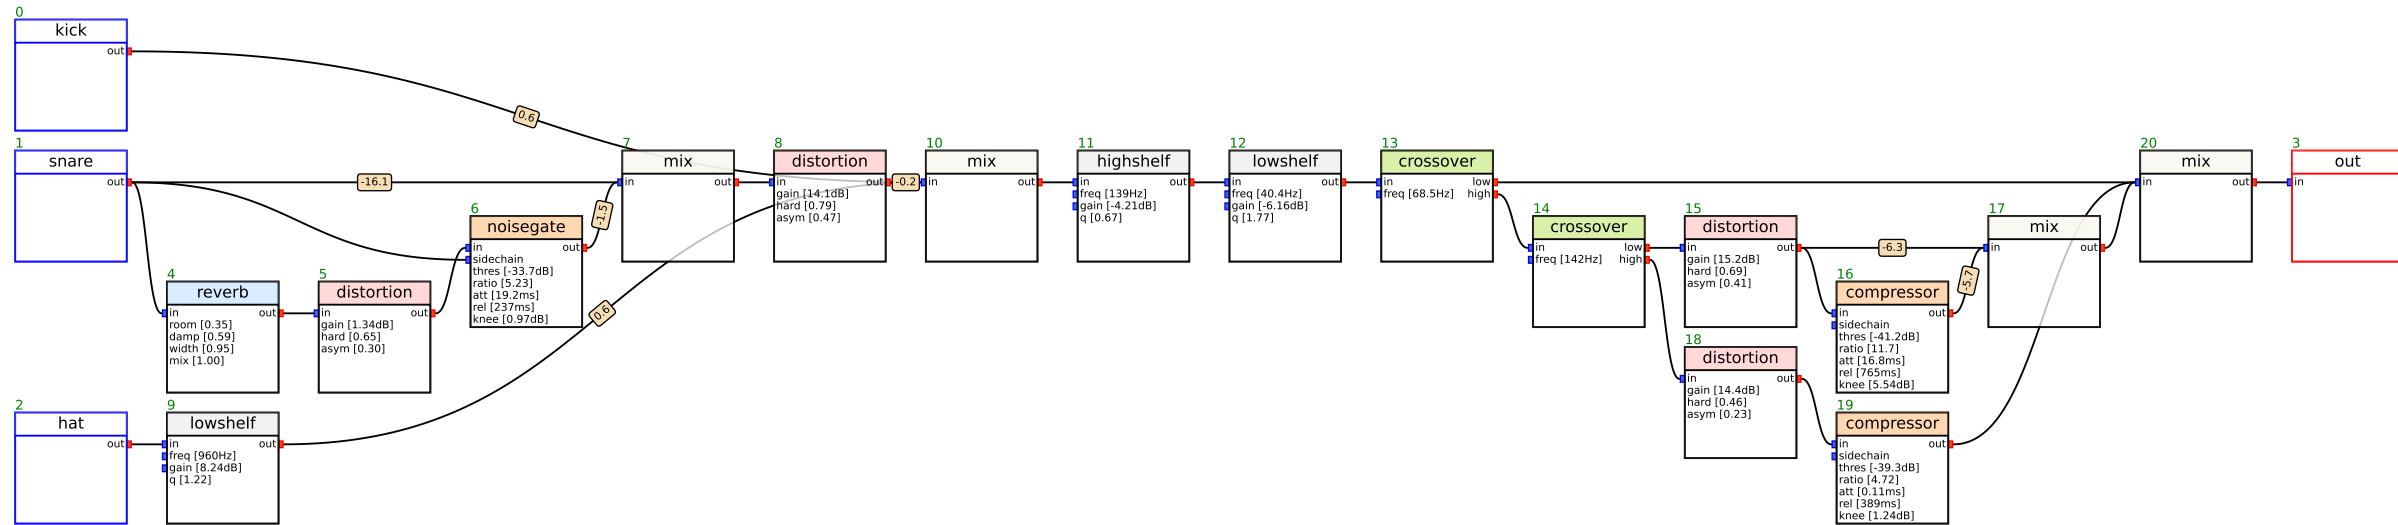 0
kick
out
0.6
1
snare
out
-16.1
4
reverb
in out
room [0.35]
damp [0.59]
width [0.95]
mix [1.00]
5
distortion
in out
gain [1.34dB]
hard [0.65]
asym [0.30]
6
noisegate
in out
sidechain
thres [-33.7dB]
ratio [5.23]
att [19.2ms]
rel [237ms]
knee [0.97dB]
-1.5
2
hat
out
9
lowshelf
in out
freq [960Hz]
gain [8.24dB]
q [1.22]
0.6
7
mix
in out
8
distortion
in out
gain [14.1dB]
hard [0.79]
asym [0.47]
-0.2
10
mix
in out
11
highshelf
in out
freq [139Hz]
gain [-4.21dB]
q [0.67]
12
lowshelf
in out
freq [40.4Hz]
gain [-6.16dB]
q [1.77]
13
crossover
in low
freq [68.5Hz] high
14
crossover
in low
freq [142Hz] high
15
distortion
in out
gain [15.2dB]
hard [0.69]
asym [0.41]
-6.3
16
compressor
in out
sidechain
thres [-41.2dB]
ratio [11.7]
att [16.8ms]
rel [765ms]
knee [5.54dB]
-5.7
17
mix
in out
18
distortion
in out
gain [14.4dB]
hard [0.46]
asym [0.23]
19
compressor
in out
sidechain
thres [-39.3dB]
ratio [4.72]
att [0.11ms]
rel [389ms]
knee [1.24dB]
20
mix
in out
3
out
in